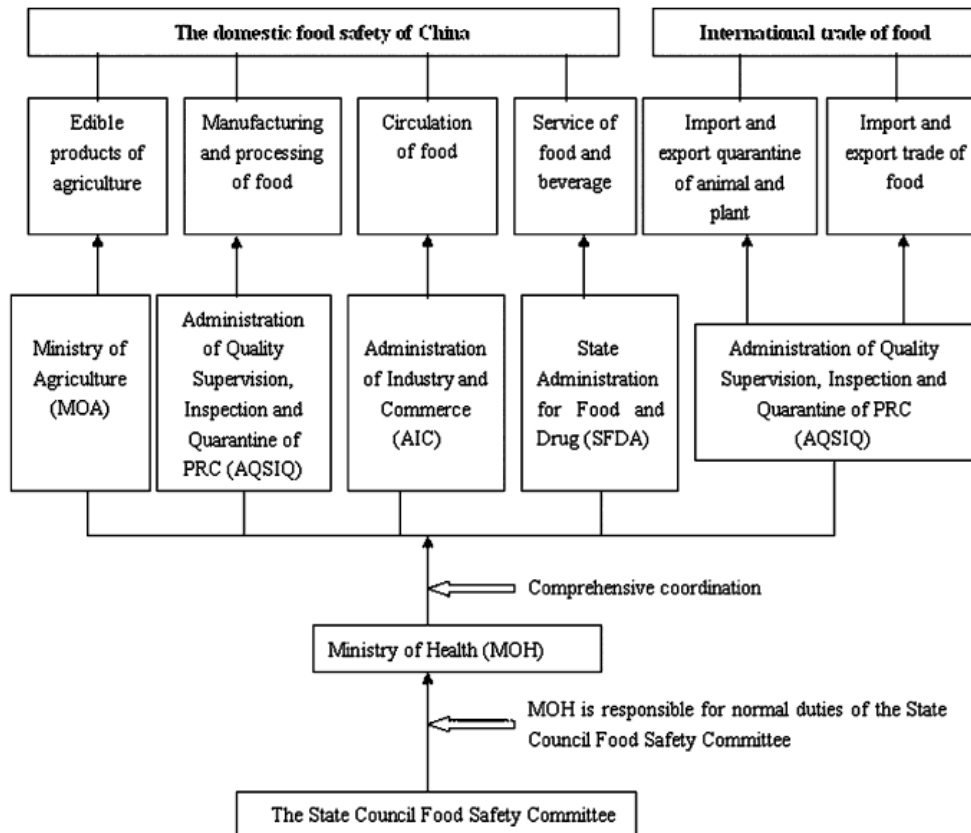 The domestic food safety of China
International trade of food
Edible
products of
agriculture
Manufacturing
and processing
of food
Circulation
of food
Service of
food and
beverage
Import and
export quarantine
of animal and
plant
Import and
export trade of
food
Ministry of
Agriculture
(MOA)
Administration
of Quality
Supervision,
Inspection and
Quarantine of
PRC (AQSIQ)
Administration
of Industry and
Commerce
(AIC)
State
Administration
for Food and
Drug (SFDA)
Administration of Quality
Supervision, Inspection and
Quarantine of PRC
(AQSIQ)
Comprehensive coordination
Ministry of Health (MOH)
MOH is responsible for normal duties of the State
Council Food Safety Committee
The State Council Food Safety Committee